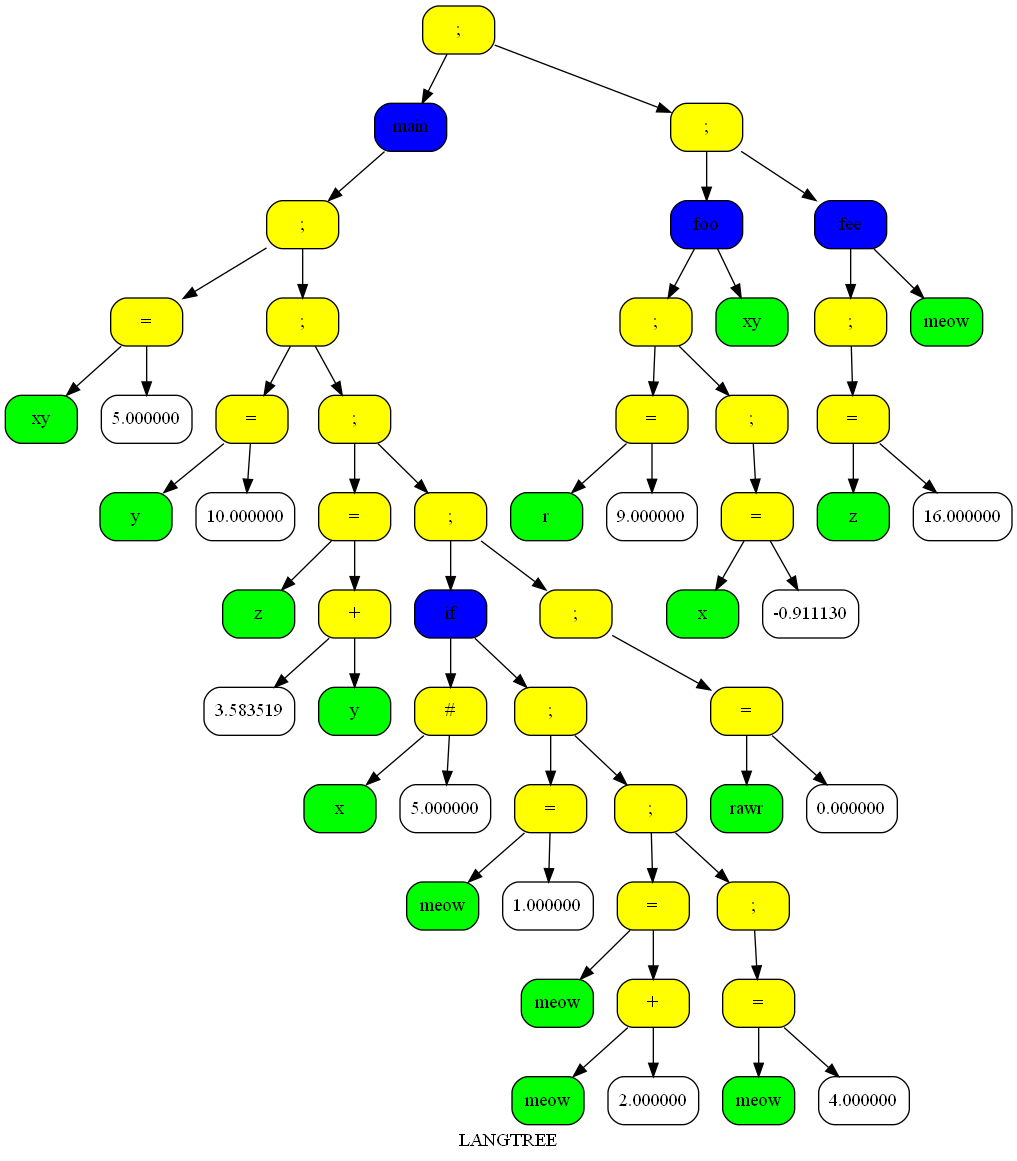 ;
main
;
;
foo
fee
=
;
;
xy
;
meow
xy
5.000000
=
;
=
;
=
y
10.000000
=
;
r
9.000000
=
z
16.000000
z
+
if
;
x
-0.911130
3.583519
y
#
;
=
x
5.000000
=
;
rawr
0.000000
meow
1.000000
=
;
meow
+
=
meow
2.000000
meow
4.000000
LANGTREE